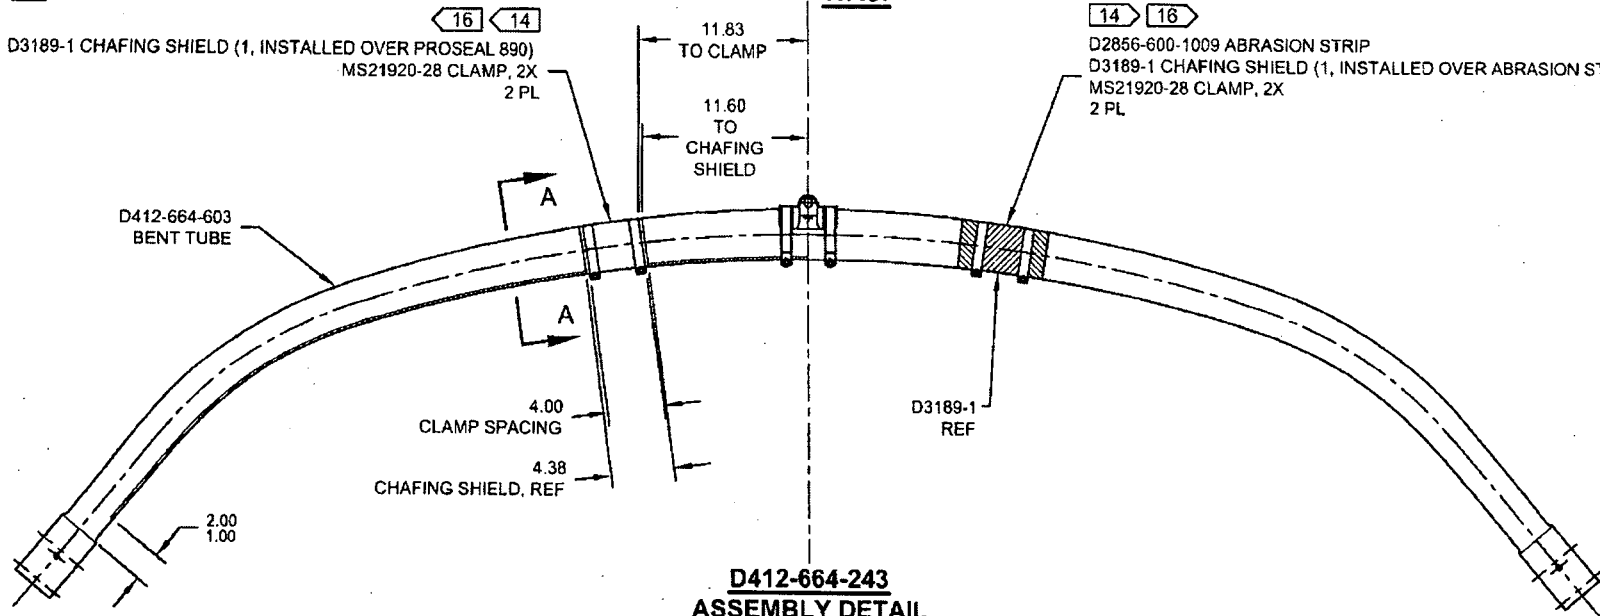 16 14
D3189-1 CHAFING SHIELD (1, INSTALLED OVER PROSEAL 890)
MS21920-28 CLAMP, 2X
2 PL
11.83
TO CLAMP
11.60
TO
CHAFING
SHIELD
14 16
D2856-600-1009 ABRASION STRIP
D3189-1 CHAFING SHIELD (1, INSTALLED OVER ABRASION ST
MS21920-28 CLAMP, 2X
2 PL
A
D412-664-603
BENT TUBE
A
4.00
CLAMP SPACING
4.38
CHAFING SHIELD, REF
D3189-1
REF
2.00
1.00
D412-664-243
ASSEMBLY DETAIL